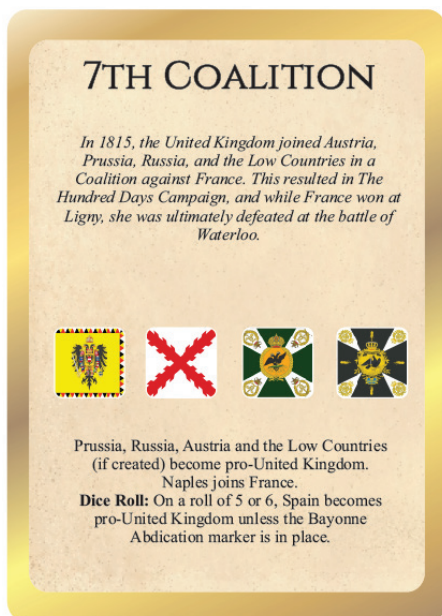 7TH COALITION
In 1815, the United Kingdom joined Austria,
Prussia, Russia, and the Low Countries in a
Coalition against France. This resulted in The
Hundred Days Campaign, and while France won at
Ligny, she was ultimately defeated at the battle of
Waterloo.
Prussia, Russia, Austria and the Low Countries
(if created) become pro-United Kingdom.
Naples joins France.
Dice Roll: On a roll of 5 or 6, Spain becomes
pro-United Kingdom unless the Bayonne
Abdication marker is in place.